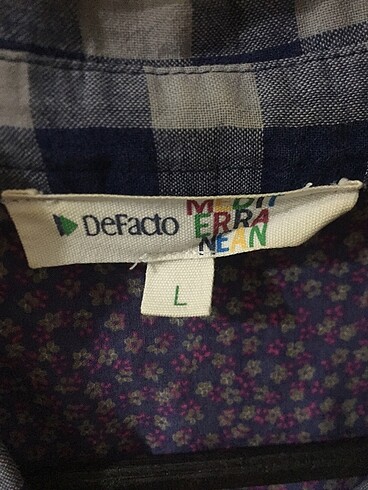 DeFacto
MEDIT
ERRA
NEAN
L